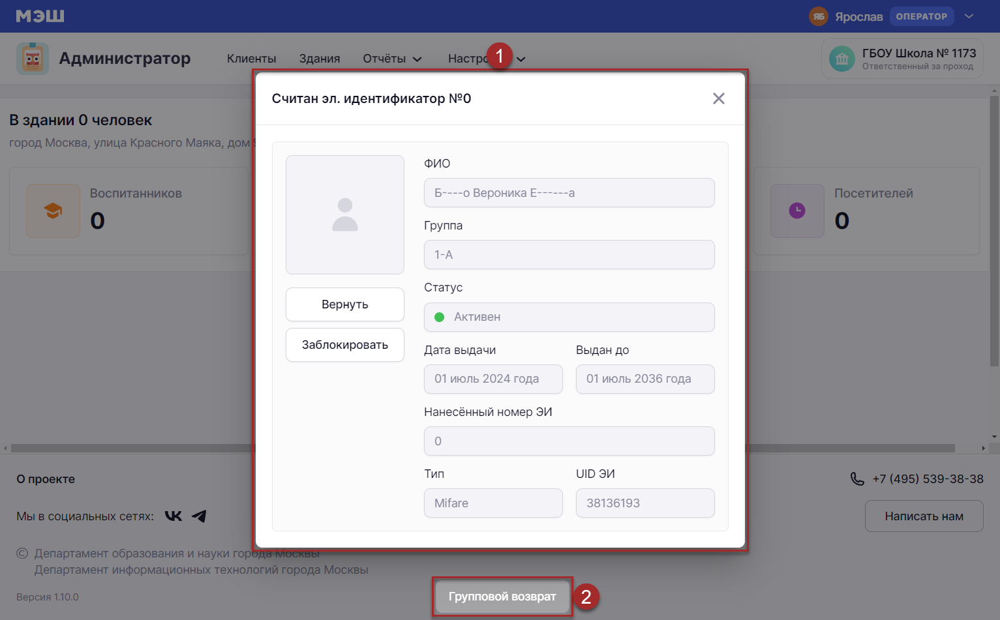 МЭШ
ЯБ Ярослав ОПЕРАТОР
Администратор
Клиенты Здания Отчёты 1
ГБОУ Школа № 1173
Ответственный за проход
В здании 0 человек
город Москва, улица Красного Маяка, дом
Воспитанников
0
Посетителей
0
Считан эл. идентификатор №0
Вернуть
Заблокировать
ФИО
Б----о Вероника Е------а
Группа
1-А
Статус
Активен
Дата выдачи Выдан до
01 июль 2024 года 01 июль 2036 года
Нанесённый номер ЭИ
0
Тип UID ЭИ
Mifare 38136193
О проекте
+7 (495) 539-38-38
Мы в социальных сетях:
Написать нам
© Департамент образования и науки города Москвы
Департамент информационных технологий города Москвы
Версия 1.10.0
Групповой возврат 2